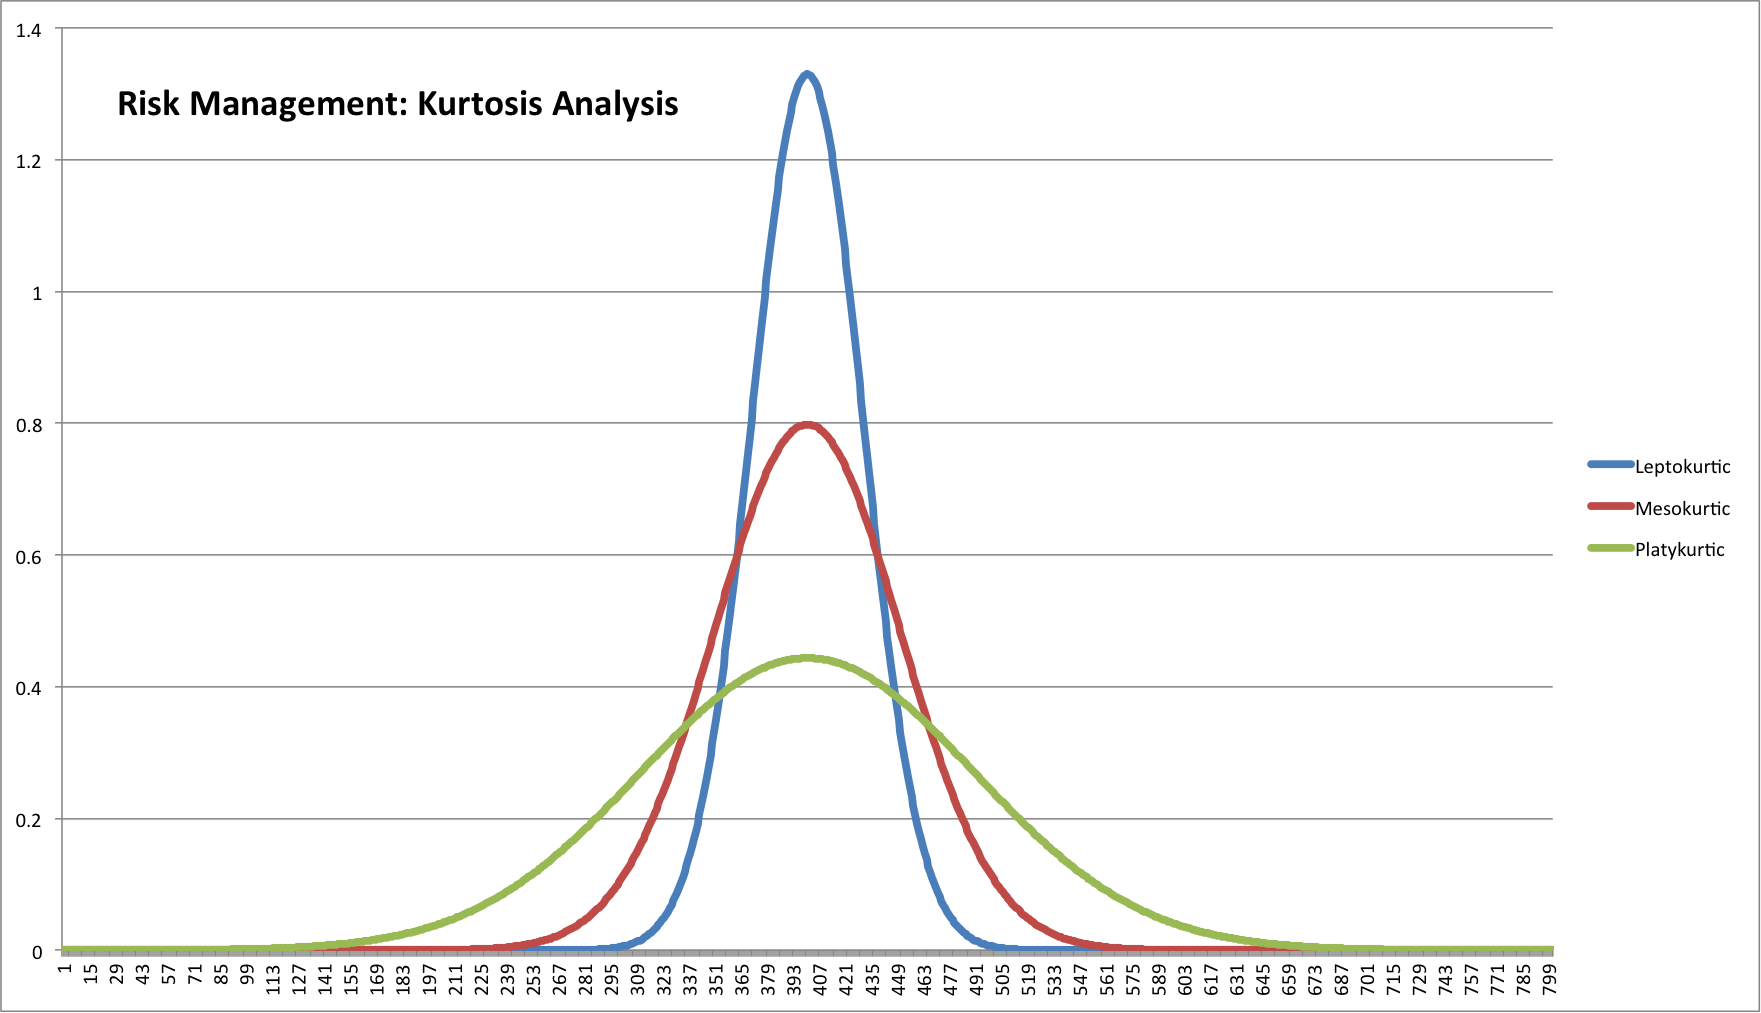 1.4
Risk Management: Kurtosis Analysis
1.2
1
0.8
0.6
0.4
0.2
0
Leptokurtic
Mesokurtic
Platykurtic
1 15 29 43 57 71 85 99 113 127 141 155 169 183 197 211 225 239 253 267 281 295 309 323 337 351 365 379 393 407 421 435 449 463 477 491 505 519 533 547 561 575 589 603 617 631 645 659 673 687 701 715 729 743 757 771 785 799